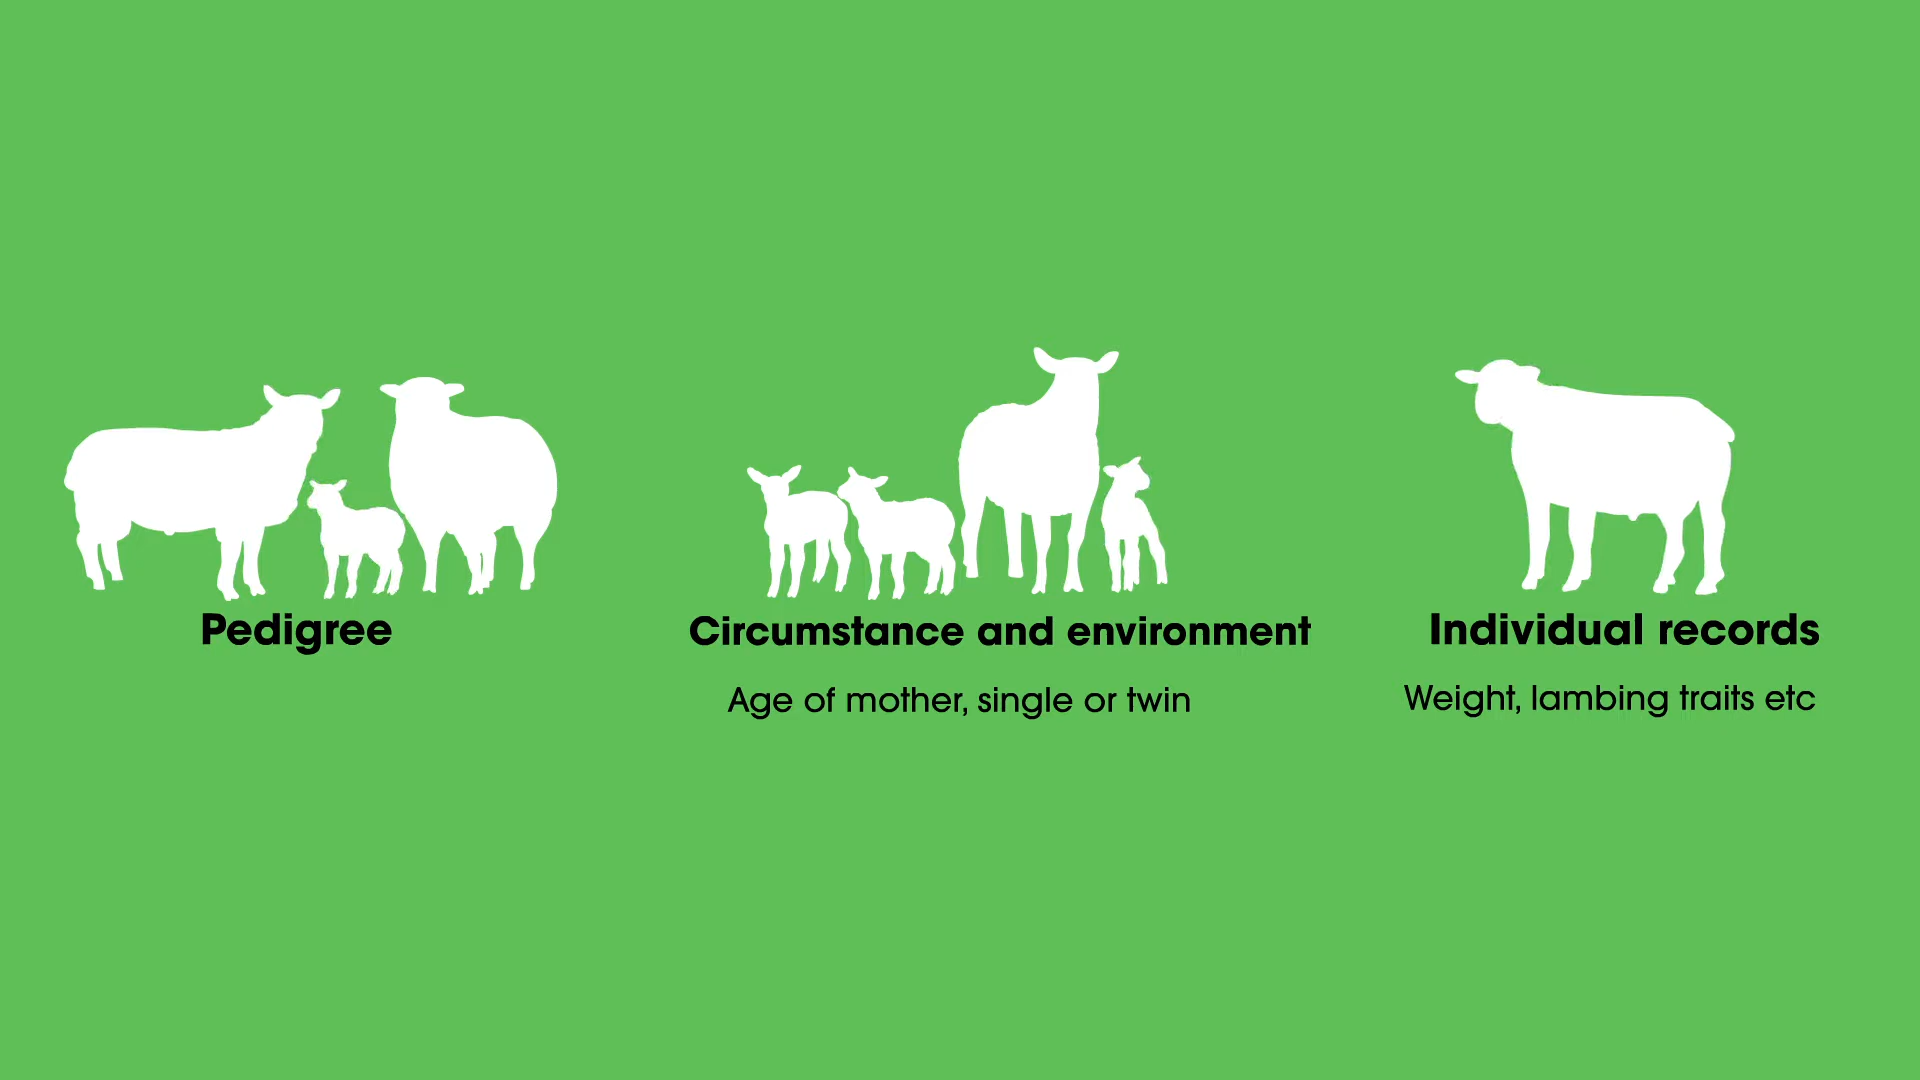 Pedigree
Circumstance and environment
Age of mother, single or twin
Individual records
Weight, lambing traits etc